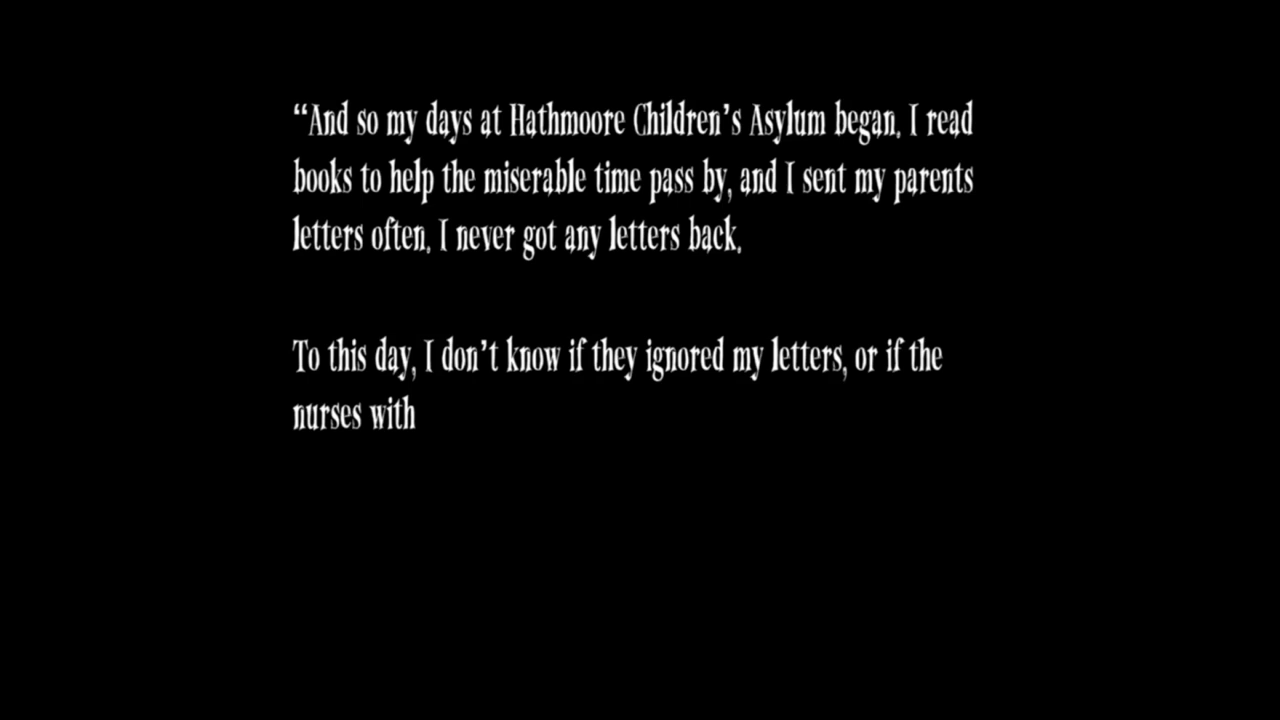 “And so my days at Hathmoore Children’s Asylum began. I read
books to help the miserable time pass by, and I sent my parents
letters often. I never got any letters back.
To this day, I don’t know if they ignored my letters, or if the
nurses with